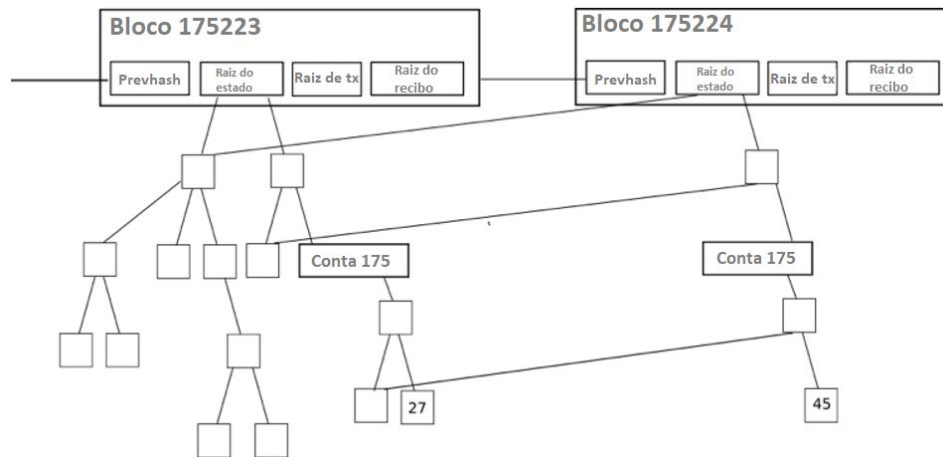 Bloco 175223
Bloco 175224
Prevhash
Raiz do
estado
Raiz de tx
Raiz do
recibo
Prevhash
Raiz do
estado
Raiz de tx
Raiz do
recibo
Conta 175
Conta 175
27
45